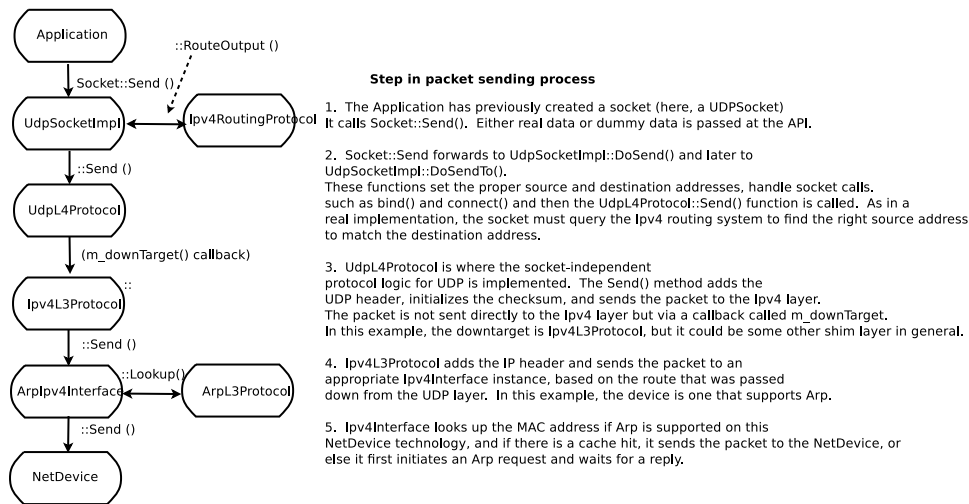 Application
::RouteOutput ()
Socket::Send ()
UdpSocketImpl
Ipv4RoutingProtocol
::Send ()
UdpL4Protocol
(m_downTarget() callback)
::
Ipv4L3Protocol
::Send ()
::Lookup()
ArpIpv4Interface
ArpL3Protocol
::Send ()
NetDevice
Step in packet sending process
1. The Application has previously created a socket (here, a UDPSocket)
It calls Socket::Send(). Either real data or dummy data is passed at the API.
2. Socket::Send forwards to UdpSocketImpl::DoSend() and later to
UdpSocketImpl::DoSendTo().
These functions set the proper source and destination addresses, handle socket calls.
such as bind() and connect() and then the UdpL4Protocol::Send() function is called. As in a
real implementation, the socket must query the Ipv4 routing system to find the right source address
to match the destination address.
3. UdpL4Protocol is where the socket-independent
protocol logic for UDP is implemented. The Send() method adds the
UDP header, initializes the checksum, and sends the packet to the Ipv4 layer.
The packet is not sent directly to the Ipv4 layer but via a callback called m_downTarget.
In this example, the downtarget is Ipv4L3Protocol, but it could be some other shim layer in general.
4. Ipv4L3Protocol adds the IP header and sends the packet to an
appropriate Ipv4Interface instance, based on the route that was passed
down from the UDP layer. In this example, the device is one that supports Arp.
5. Ipv4Interface looks up the MAC address if Arp is supported on this
NetDevice technology, and if there is a cache hit, it sends the packet to the NetDevice, or
else it first initiates an Arp request and waits for a reply.